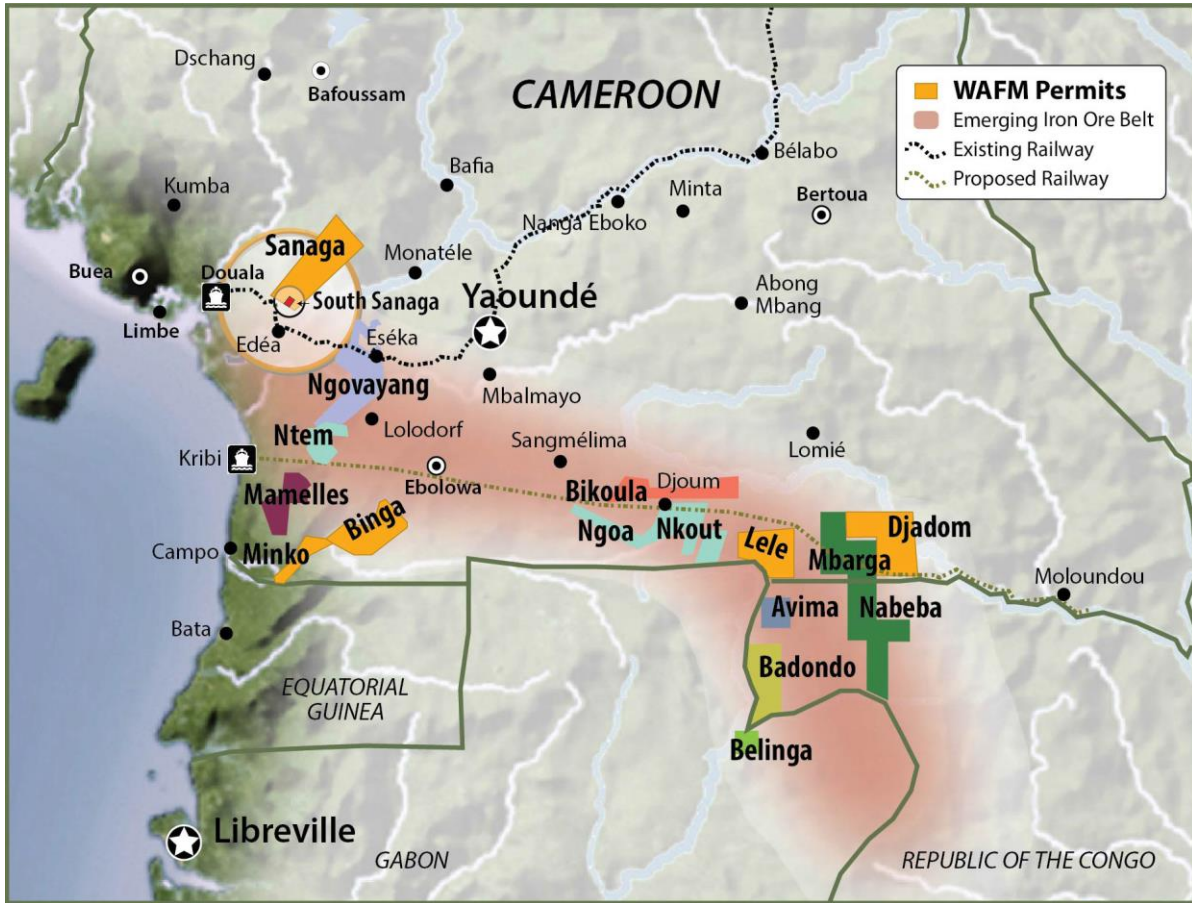 Dschang
Bafoussam
CAMEROON
WAFM Permits
Emerging Iron Ore Belt
Existing Railway
Proposed Railway
Bélabo
Bafia
Kumba
Minta
Bertoua
Nanga Eboko
Sanaga
Monatéle
Buea
Douala
South Sanaga
Yaoundé
Abong
Mbang
Limbe
Edéa
Eséka
Ngovayang
Mbalmayo
Lolodorf
Ntem
Sangmélima
Lomié
Kribi
Ebolowa
Mamelles
Bikoula
Djoum
Binga
Ngoa
Nkout
Lele
Djadom
Campo
Minko
Mbarga
Moloundou
Avima
Nabeba
Bata
Badondo
EQUATORIAL
GUINEA
Belinga
Libreville
GABON
REPUBLIC OF THE CONGO